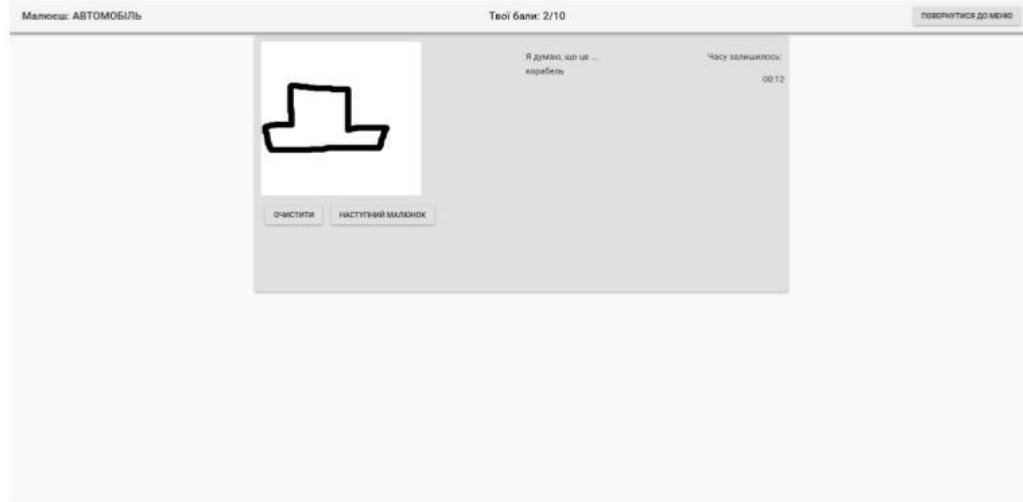 Малюєш: АВТОМОБІЛЬ
Твої бали: 2/10
ПОВЕРНУТИСЯ ДО МЕНЮ
Я думаю, що це ...
корабель
Часу залишилось:
00:12
ОЧИСТИТИ
НАСТУПНИЙ МАЛЮНОК